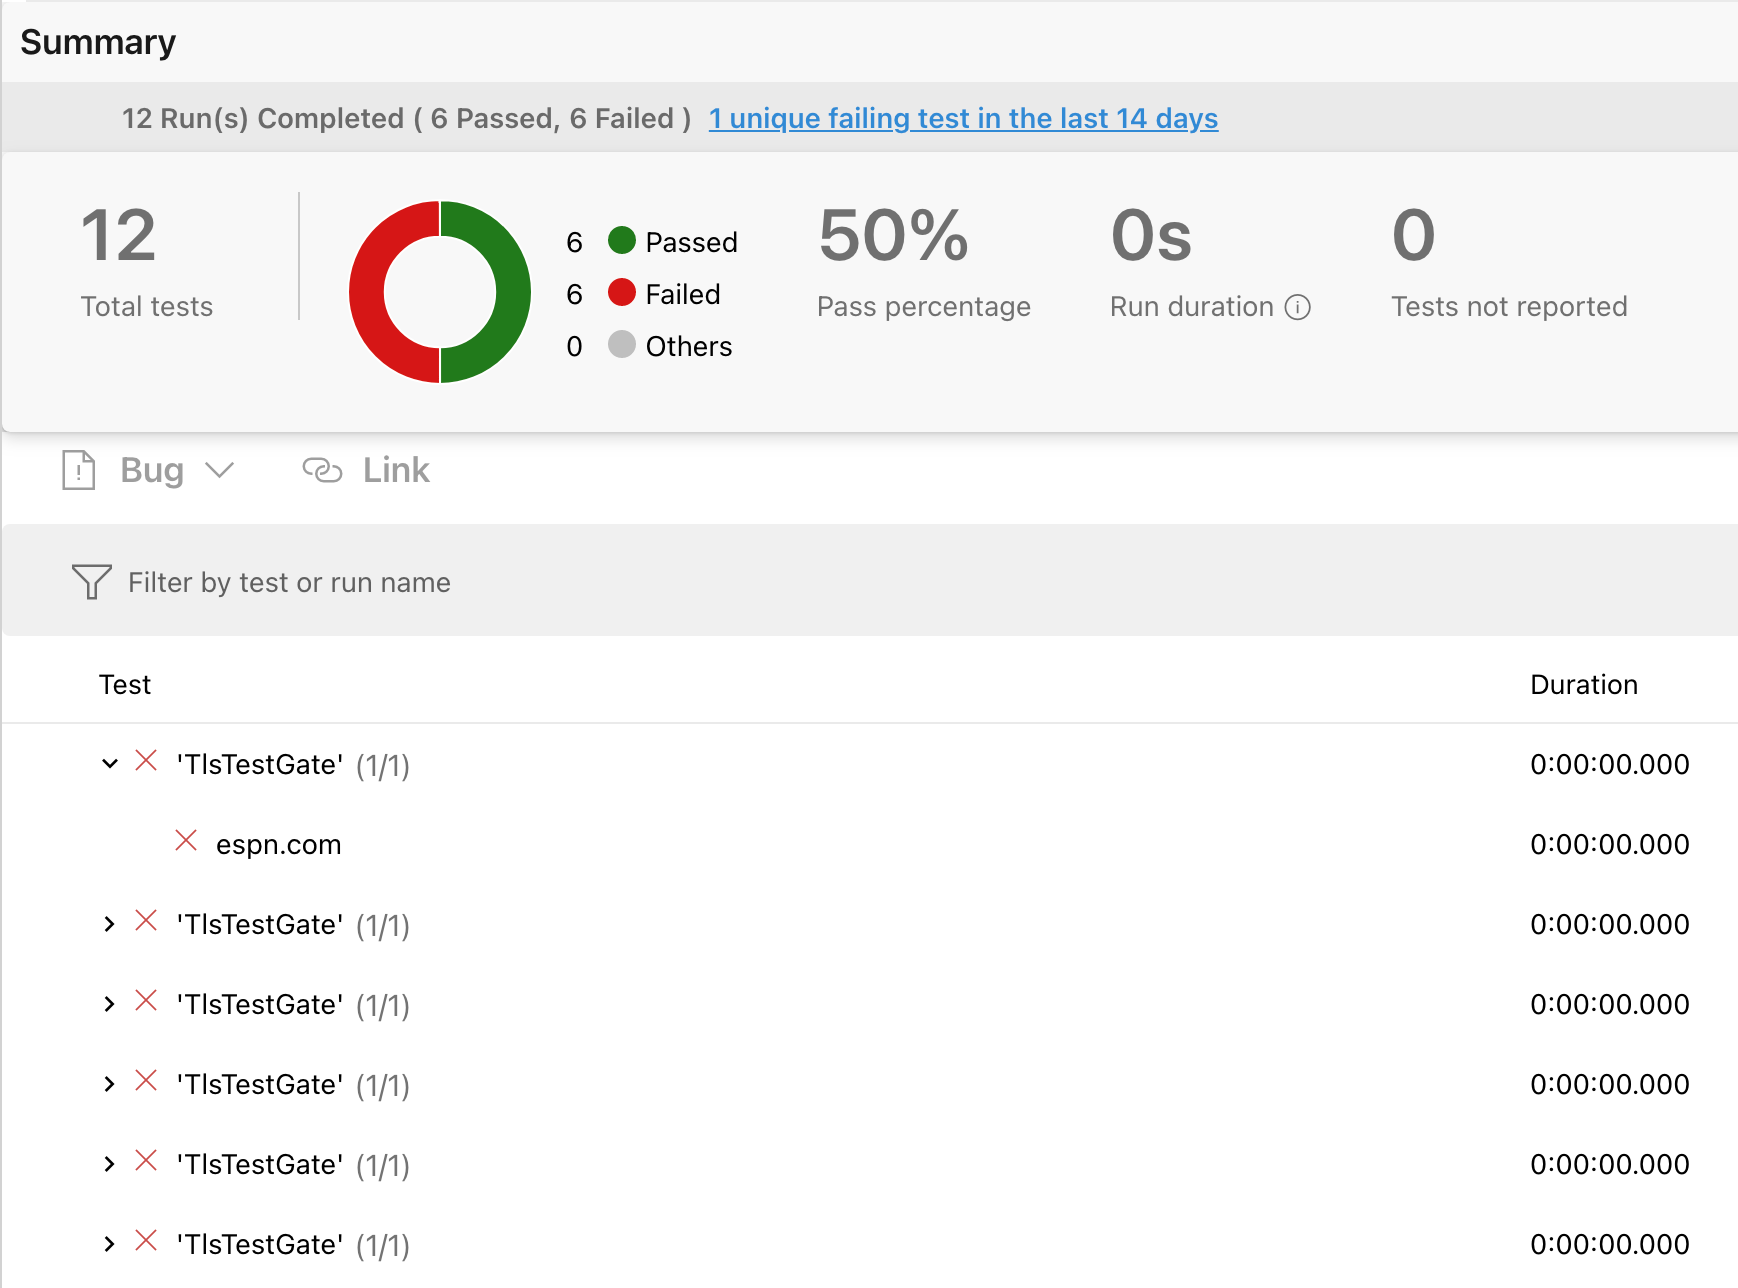 Summary
12 Run(s) Completed ( 6 Passed, 6 Failed ) 1 unique failing test in the last 14 days
12
Total tests
6 Passed
6 Failed
0 Others
50%
Pass percentage
0s
Run duration
0
Tests not reported
Bug Link
Filter by test or run name
Test Duration
'TlsTestGate' (1/1) 0:00:00.000
espn.com 0:00:00.000
'TlsTestGate' (1/1) 0:00:00.000
'TlsTestGate' (1/1) 0:00:00.000
'TlsTestGate' (1/1) 0:00:00.000
'TlsTestGate' (1/1) 0:00:00.000
'TlsTestGate' (1/1) 0:00:00.000